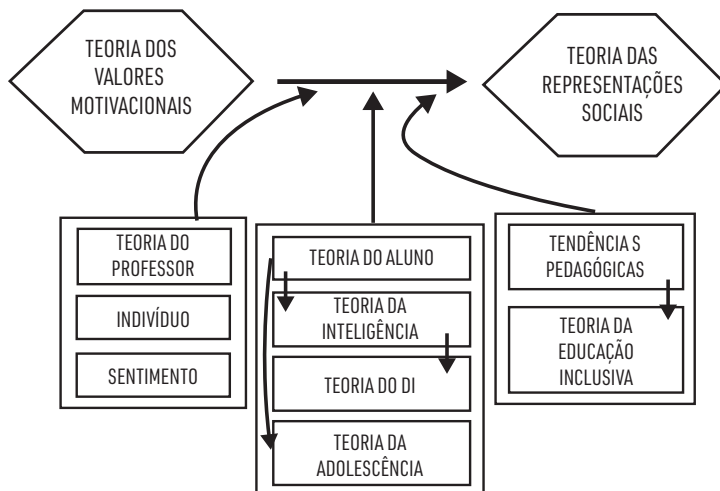 TEORIA DOS
VALORES
MOTIVACIONAIS
TEORIA DAS
REPRESENTAÇÕES
SOCIAIS
TEORIA DO
PROFESSOR
INDIVÍDUO
SENTIMENTO
TEORIA DO ALUNO
TEORIA DA
INTELIGÊNCIA
TEORIA DO DI
TEORIA DA
ADOLESCÊNCIA
TENDÊNCIA S
PEDAGÓGICAS
TEORIA DA
EDUCAÇÃO
INCLUSIVA